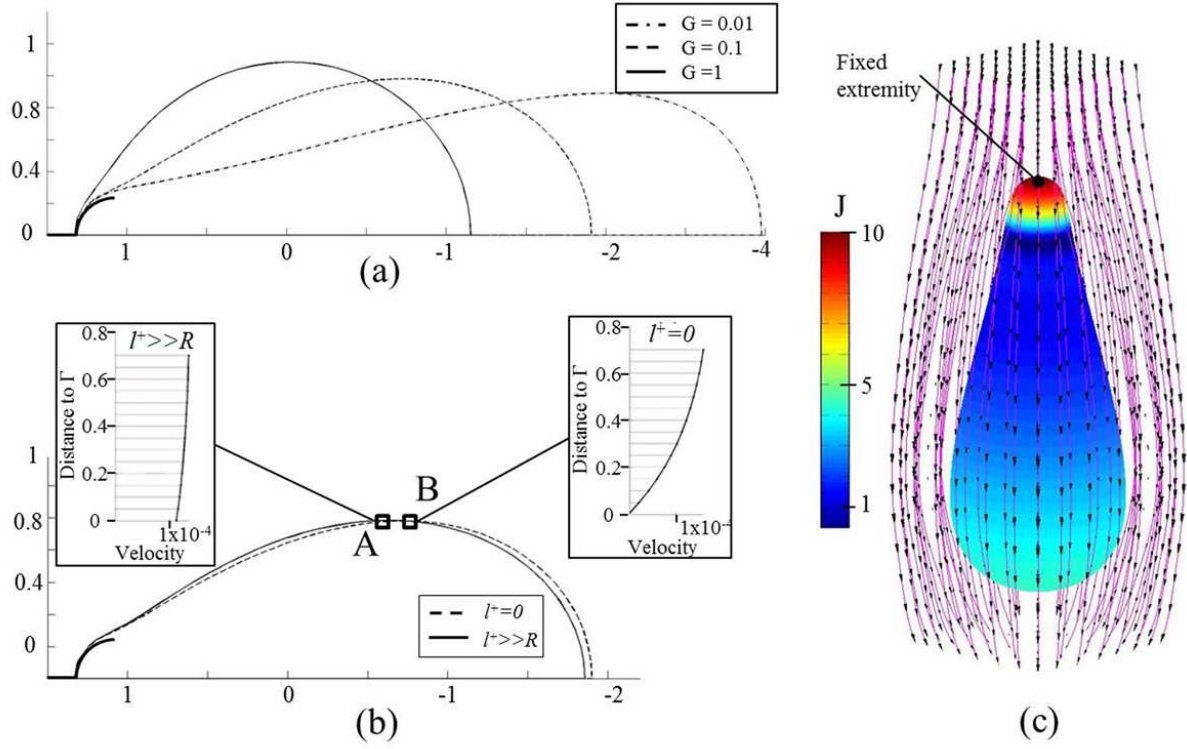 1
0.8
0.4
0
1
0
-1
-2
-3
-4
G = 0.01
G = 0.1
G =1
(a)
0.8
0.6
0.4
0.2
0
Distance to Γ
l⁺>>R
1x10⁻⁴
Velocity
0.8
0.6
0.4
0.2
0
Distance to Γ
l⁺=0
1x10⁻⁴
Velocity
A
B
1
0.8
0.4
0
1
0
-1
-2
l⁺=0
l⁺>>R
(b)
Fixed
extremity
J
10
5
1
(c)